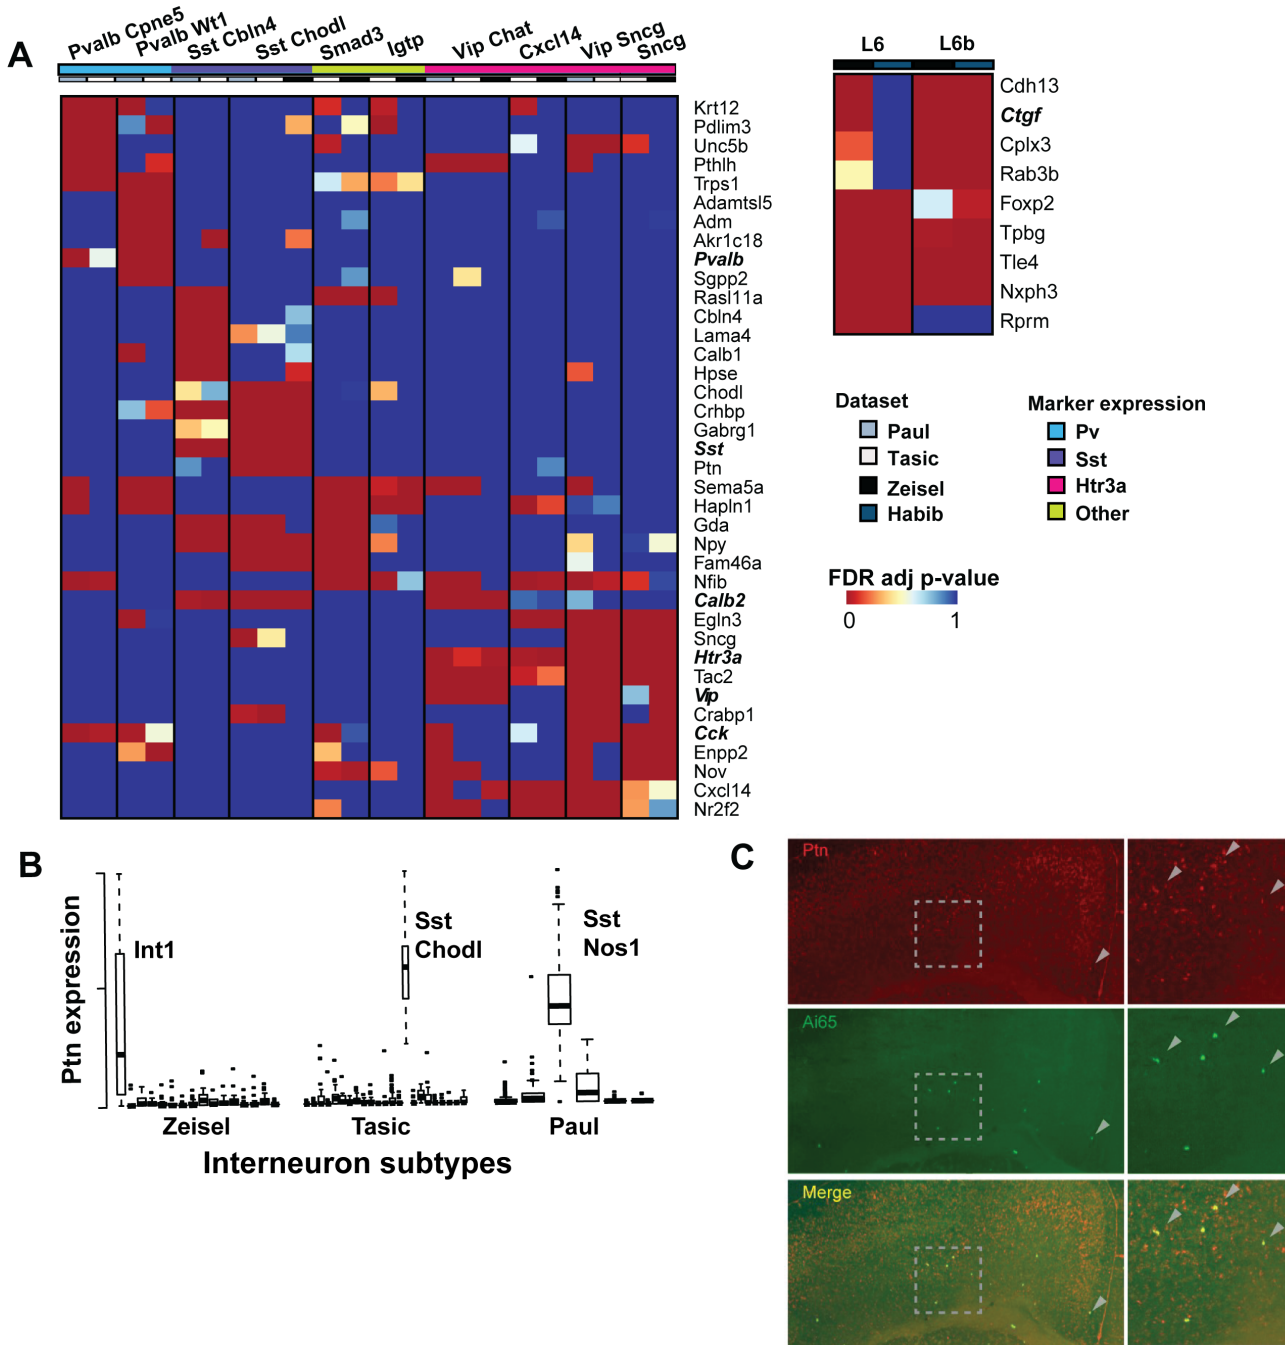 A
Pvalb Cpne5
Pvalb Wt1
Sst Cbln4
Sst Chodl
Smad3
Igtp
Vip Chat
Cxcl14
Vip Sncg
Sncg
Krt12
Pdlim3
Unc5b
Pthlh
Trps1
Adamtsl5
Adm
Akr1c18
Pvalb
Sgpp2
Rasl11a
Cbln4
Lama4
Calb1
Hpse
Chodl
Crhbp
Gabrg1
Sst
Ptn
Sema5a
Hapln1
Gda
Npy
Fam46a
Nfib
Calb2
Egln3
Sncg
Htr3a
Tac2
Vip
Crabp1
Cck
Enpp2
Nov
Cxcl14
Nr2f2
L6 L6b
Cdh13
Ctgf
Cplx3
Rab3b
Foxp2
Tpbg
Tle4
Nxph3
Rprm
Dataset
Paul
Tasic
Zeisel
Habib
Marker expression
Pv
Sst
Htr3a
Other
FDR adj p-value
0 1
B
Ptn expression
Int1
Sst
Chodl
Sst
Nos1
Zeisel Tasic Paul
Interneuron subtypes
C
Ptn
Ai65
Merge